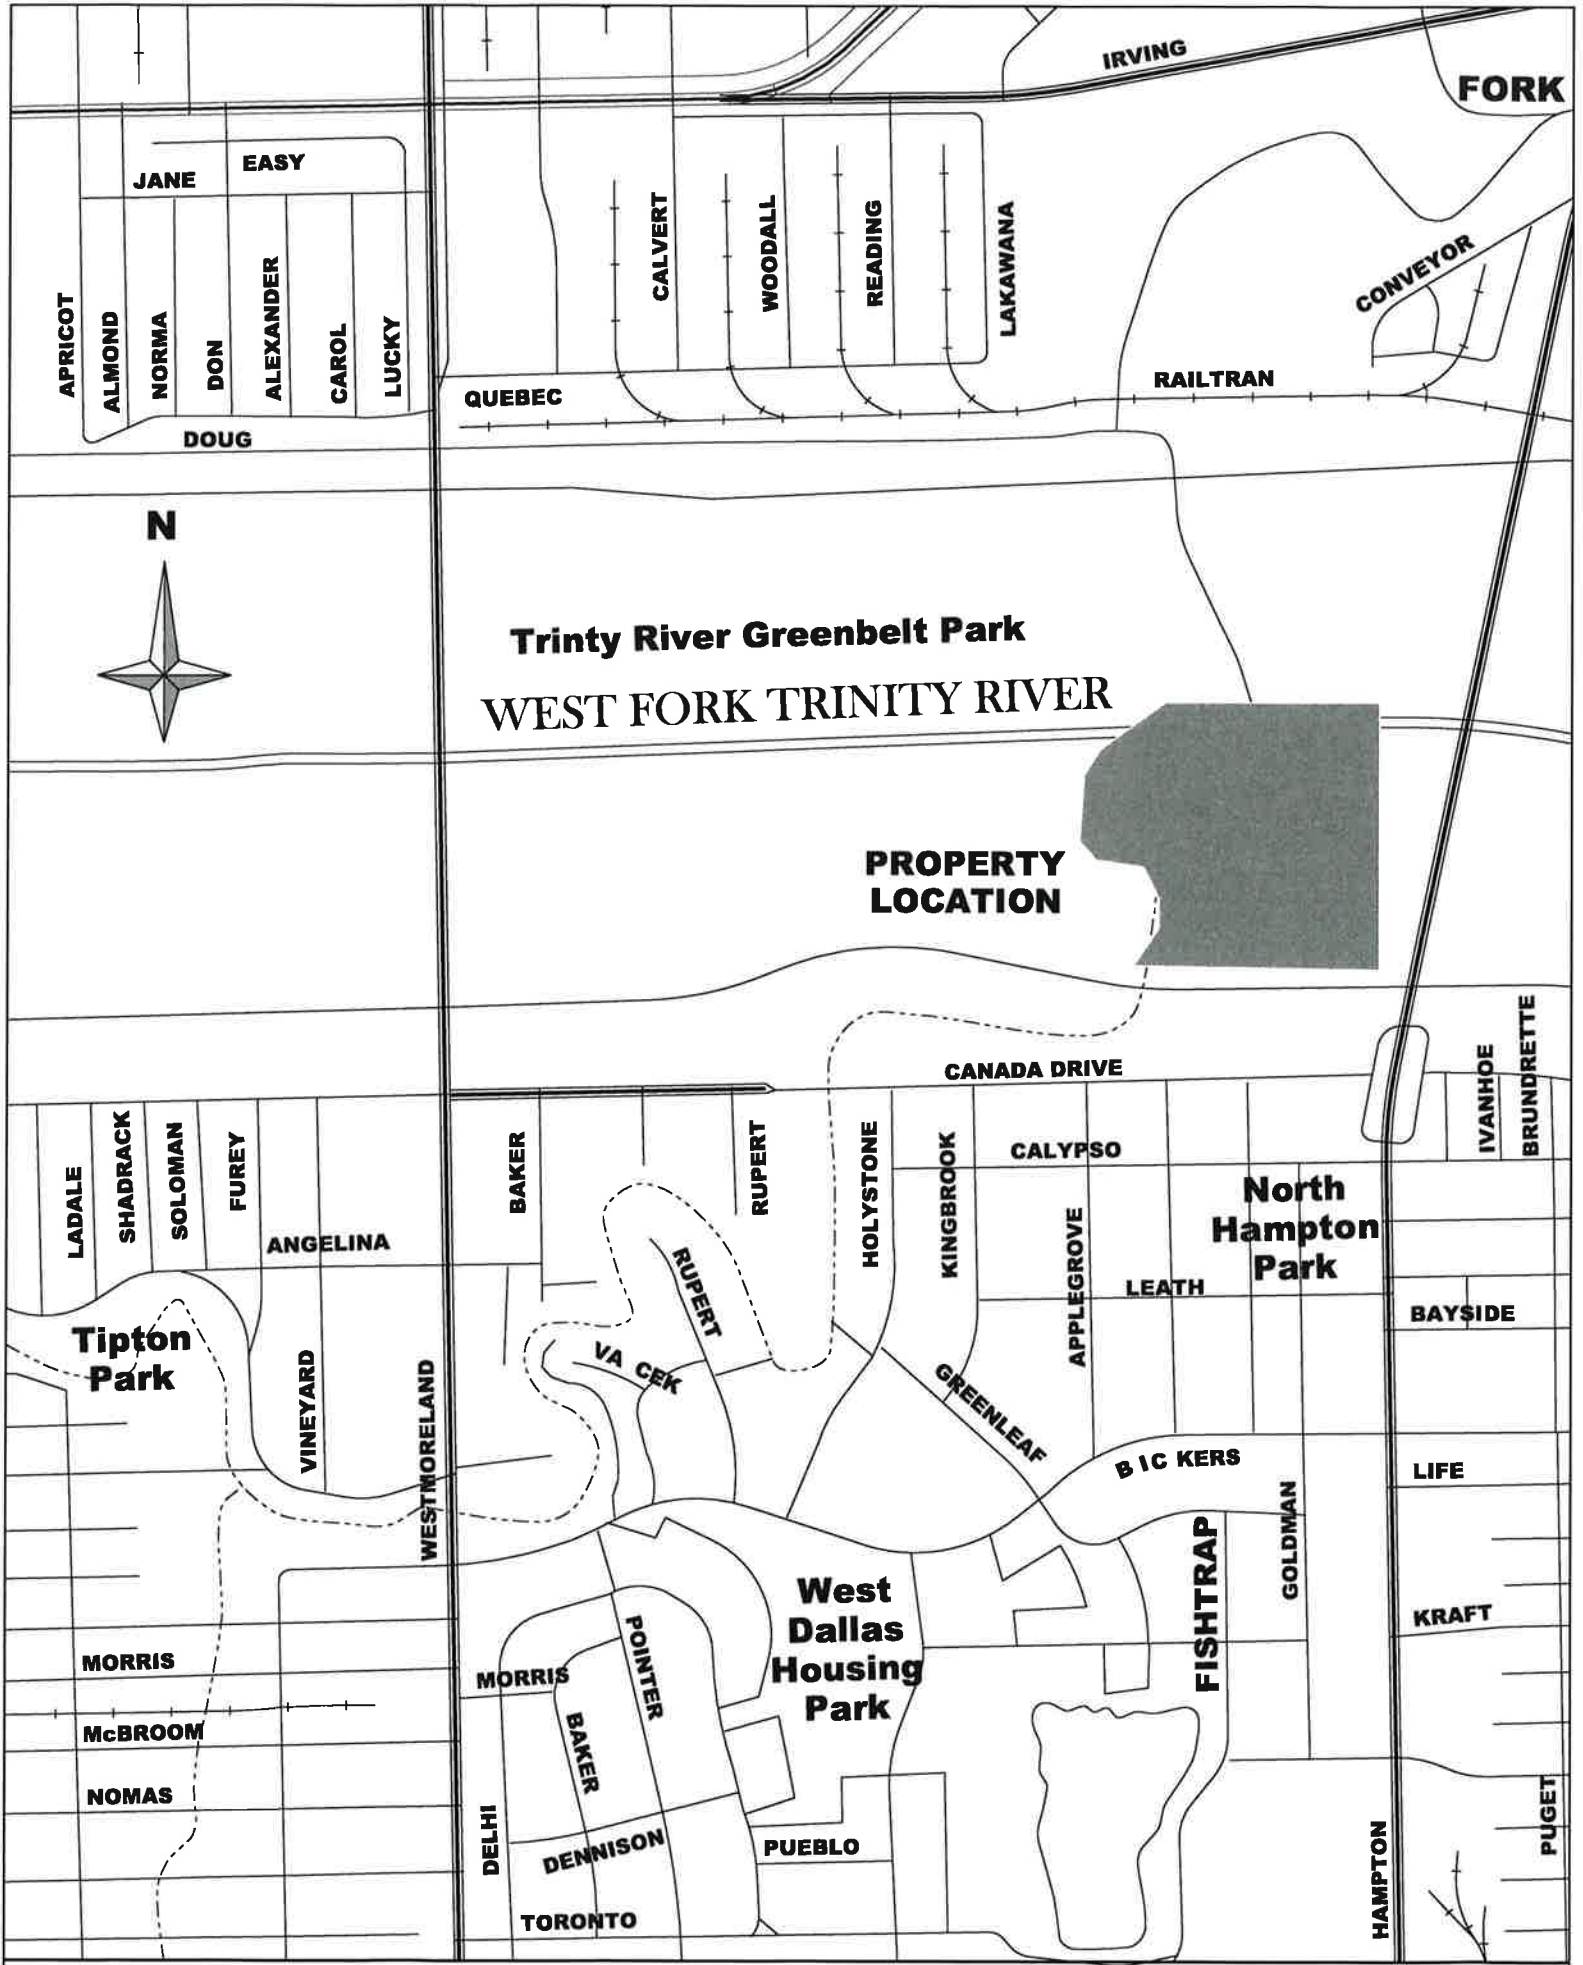 IRVING
FORK
EASY
JANE
CALVERT
WOODALL
READING
LAKAWANA
CONVEYOR
APRICOT
ALMOND
NORMA
DON
ALEXANDER
CAROL
LUCKY
QUEBEC
RAILTRAN
DOUG
N
Trinty River Greenbelt Park
WEST FORK TRINITY RIVER
PROPERTY
LOCATION
CANADA DRIVE
IVANHOE
BRUNDRETTE
LADALE
SHADRACK
SOLOMAN
FUREY
BAKER
RUPERT
HOLYSTONE
KINGBROOK
CALYPSO
North
Hampton
Park
ANGELINA
RUPERT
APPLEGROVE
LEATH
BAYSIDE
Tipton
Park
VINEYARD
WESTMORELAND
VA CEK
GREENLEAF
BIC KERS
LIFE
GOLDMAN
FISHTRAP
West
Dallas
Housing
Park
POINTER
KRAFT
MORRIS
MORRIS
McBROOM
BAKER
NOMAS
DELHI
DENNISON
PUEBLO
PUGET
HAMPTON
TORONTO